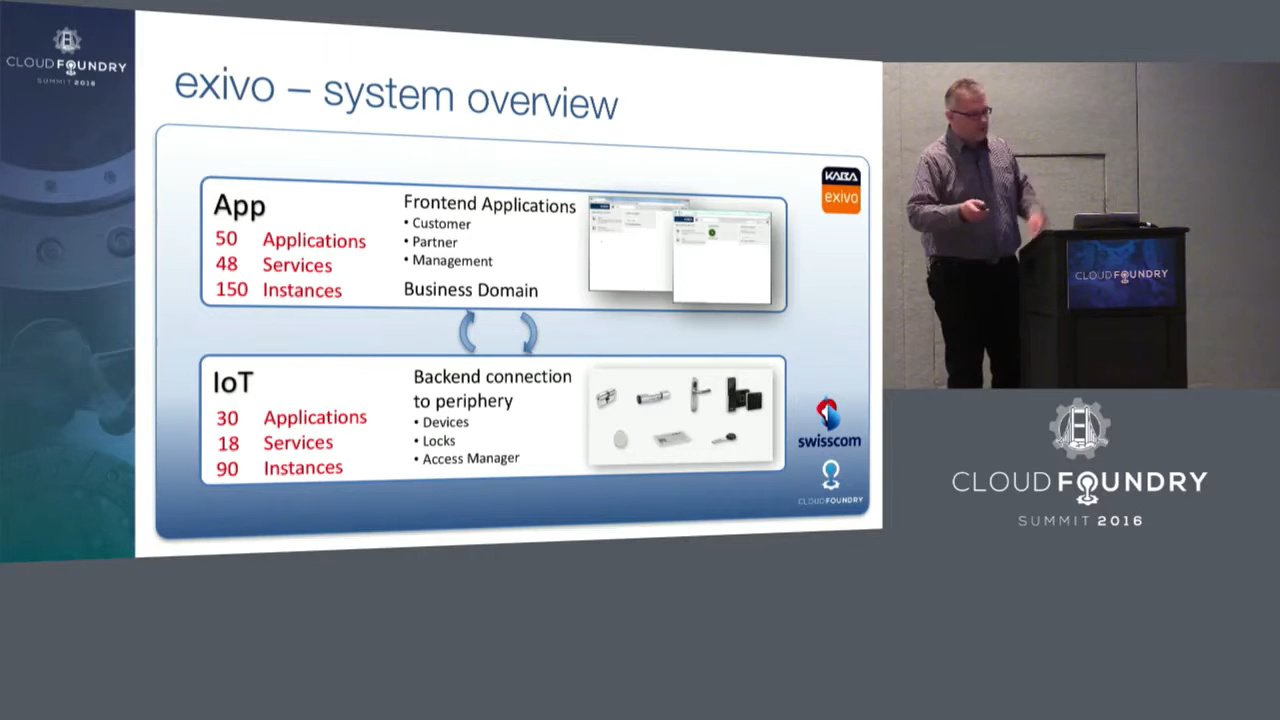 CLOUD FOUNDRY
SUMMIT 2016
exivo – system overview
KABA
exivo
App
50 Applications
48 Services
150 Instances
Frontend Applications
• Customer
• Partner
• Management
Business Domain
IoT
30 Applications
18 Services
90 Instances
Backend connection
to periphery
• Devices
• Locks
• Access Manager
swisscom
CLOUD FOUNDRY
CLOUD FOUNDRY
CLOUD FOUNDRY
SUMMIT 2016